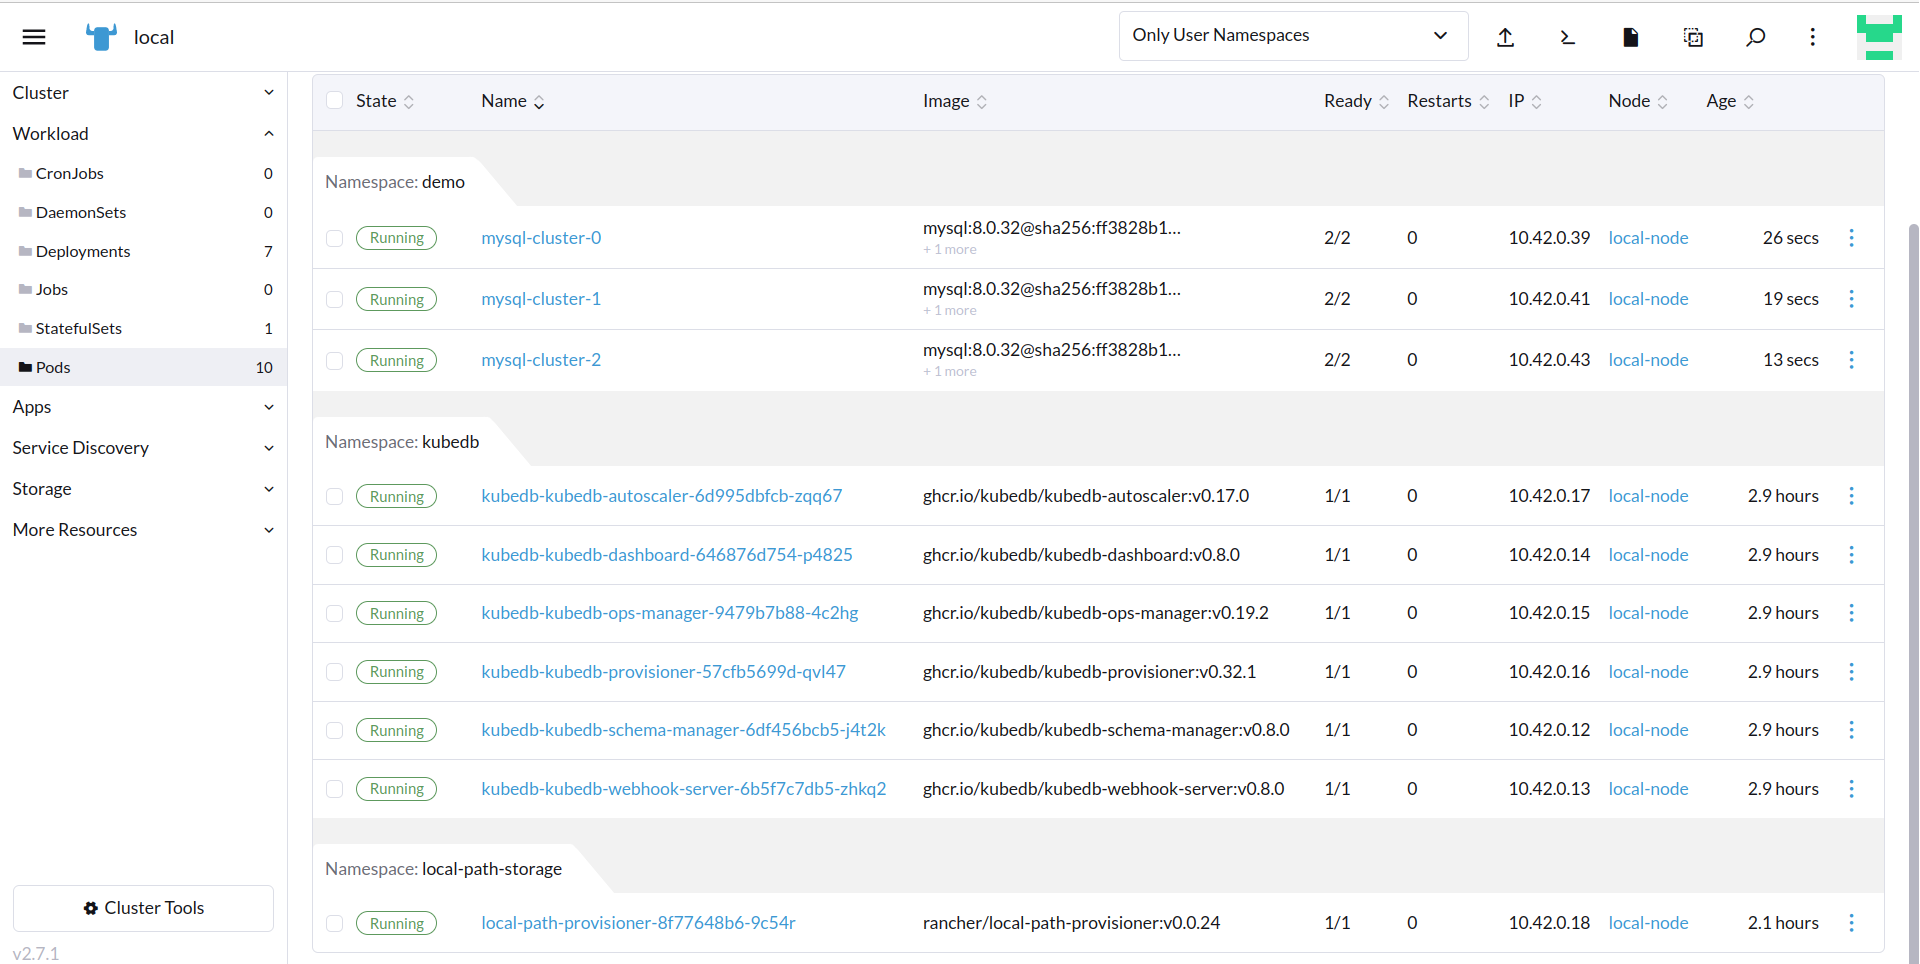 local
Only User Namespaces
Cluster
Workload
CronJobs 0
DaemonSets 0
Deployments 7
Jobs 0
StatefulSets 1
Pods 10
Apps
Service Discovery
Storage
More Resources
Cluster Tools
v2.7.1
State Name Image Ready Restarts IP Node Age
Namespace: demo
Running mysql-cluster-0 mysql:8.0.32@sha256:ff3828b1... 2/2 0 10.42.0.39 local-node 26 secs
+ 1 more
Running mysql-cluster-1 mysql:8.0.32@sha256:ff3828b1... 2/2 0 10.42.0.41 local-node 19 secs
+ 1 more
Running mysql-cluster-2 mysql:8.0.32@sha256:ff3828b1... 2/2 0 10.42.0.43 local-node 13 secs
+ 1 more
Namespace: kubedb
Running kubedb-kubedb-autoscaler-6d995dbfcb-zqq67 ghcr.io/kubedb/kubedb-autoscaler:v0.17.0 1/1 0 10.42.0.17 local-node 2.9 hours
Running kubedb-kubedb-dashboard-646876d754-p4825 ghcr.io/kubedb/kubedb-dashboard:v0.8.0 1/1 0 10.42.0.14 local-node 2.9 hours
Running kubedb-kubedb-ops-manager-9479b7b88-4c2hg ghcr.io/kubedb/kubedb-ops-manager:v0.19.2 1/1 0 10.42.0.15 local-node 2.9 hours
Running kubedb-kubedb-provisioner-57cfb5699d-qvl47 ghcr.io/kubedb/kubedb-provisioner:v0.32.1 1/1 0 10.42.0.16 local-node 2.9 hours
Running kubedb-kubedb-schema-manager-6df456bcb5-j4t2k ghcr.io/kubedb/kubedb-schema-manager:v0.8.0 1/1 0 10.42.0.12 local-node 2.9 hours
Running kubedb-kubedb-webhook-server-6b5f7c7db5-zhkq2 ghcr.io/kubedb/kubedb-webhook-server:v0.8.0 1/1 0 10.42.0.13 local-node 2.9 hours
Namespace: local-path-storage
Running local-path-provisioner-8f77648b6-9c54r rancher/local-path-provisioner:v0.0.24 1/1 0 10.42.0.18 local-node 2.1 hours